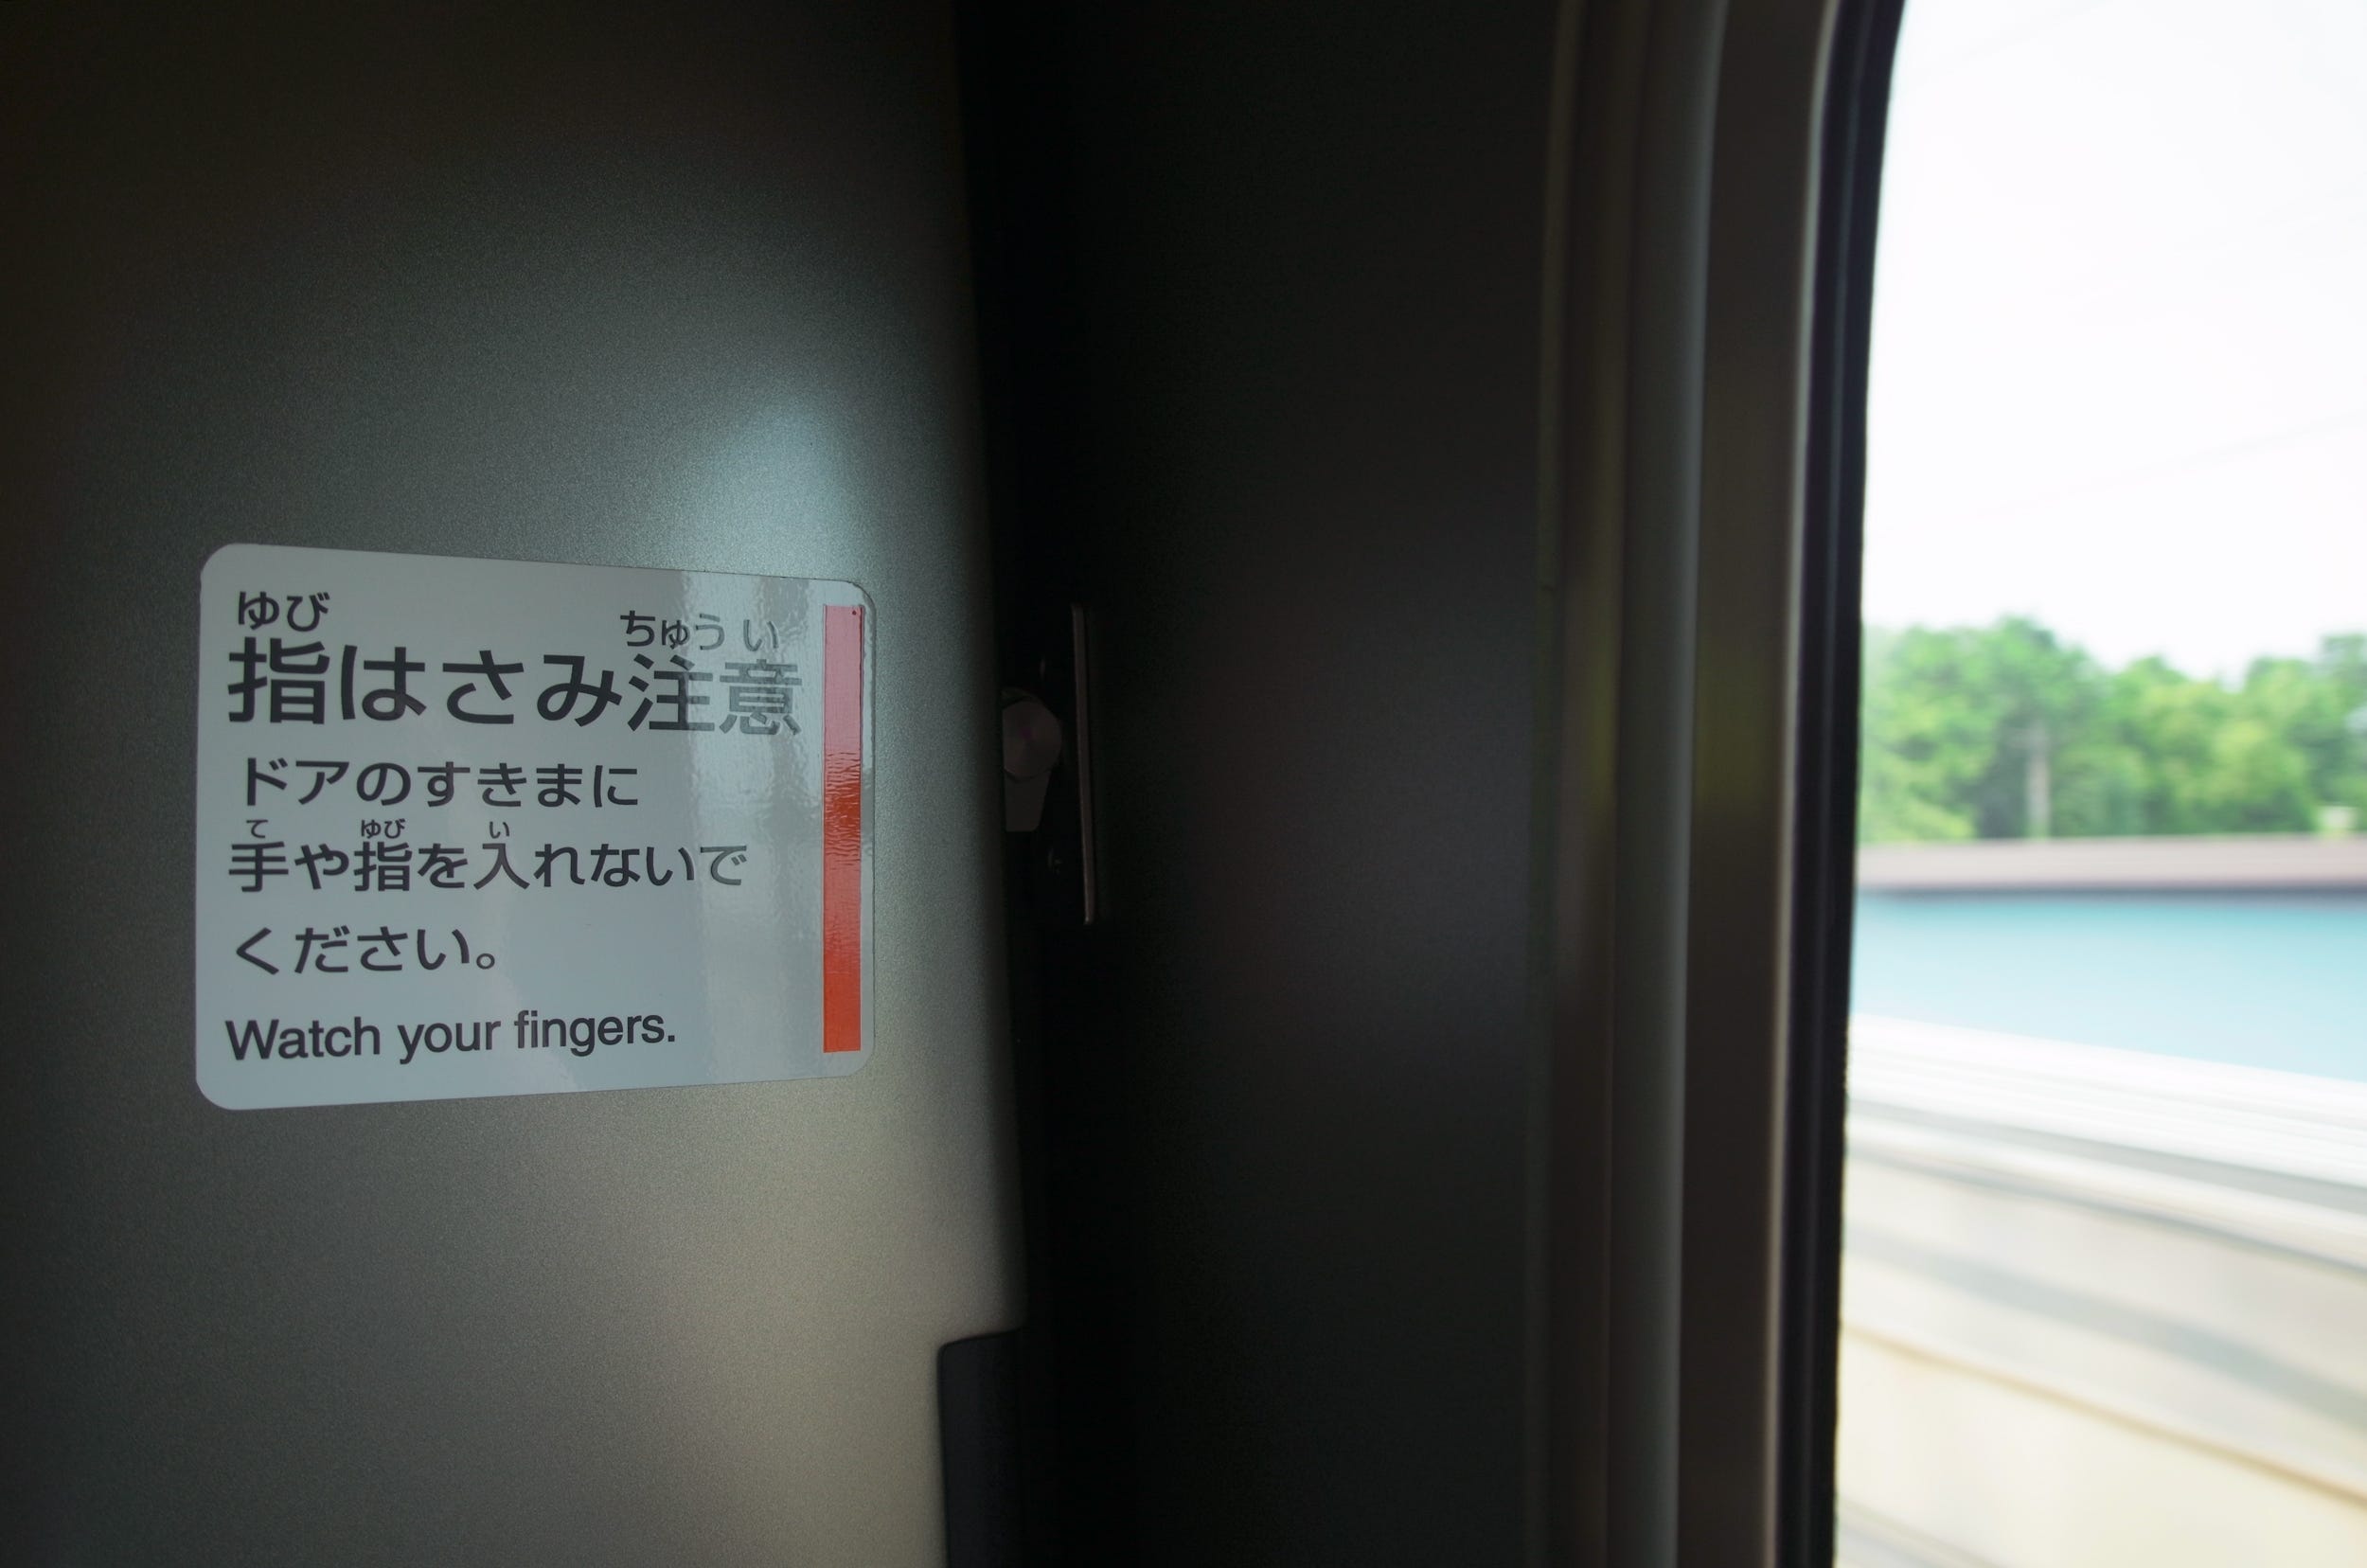 ゆび ちゅうい
指はさみ注意
ドアのすきまに
て ゆび い
手や指を入れないで
ください。
Watch your fingers.